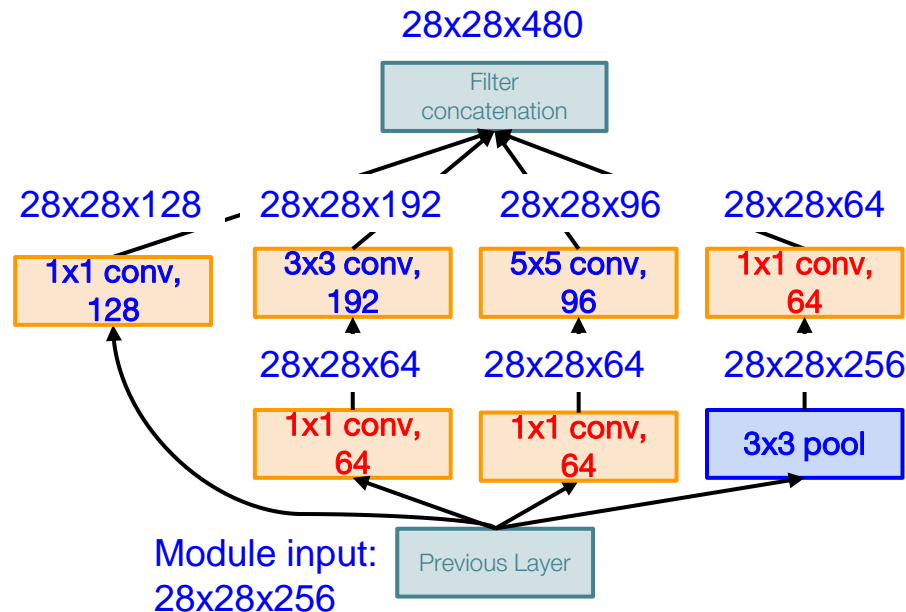 28x28x480
Filter
concatenation
28x28x128
28x28x192
28x28x96
28x28x64
1x1 conv,
128
3x3 conv,
192
5x5 conv,
96
1x1 conv,
64
28x28x64
28x28x64
28x28x256
1x1 conv,
64
1x1 conv,
64
3x3 pool
Module input:
28x28x256
Previous Layer